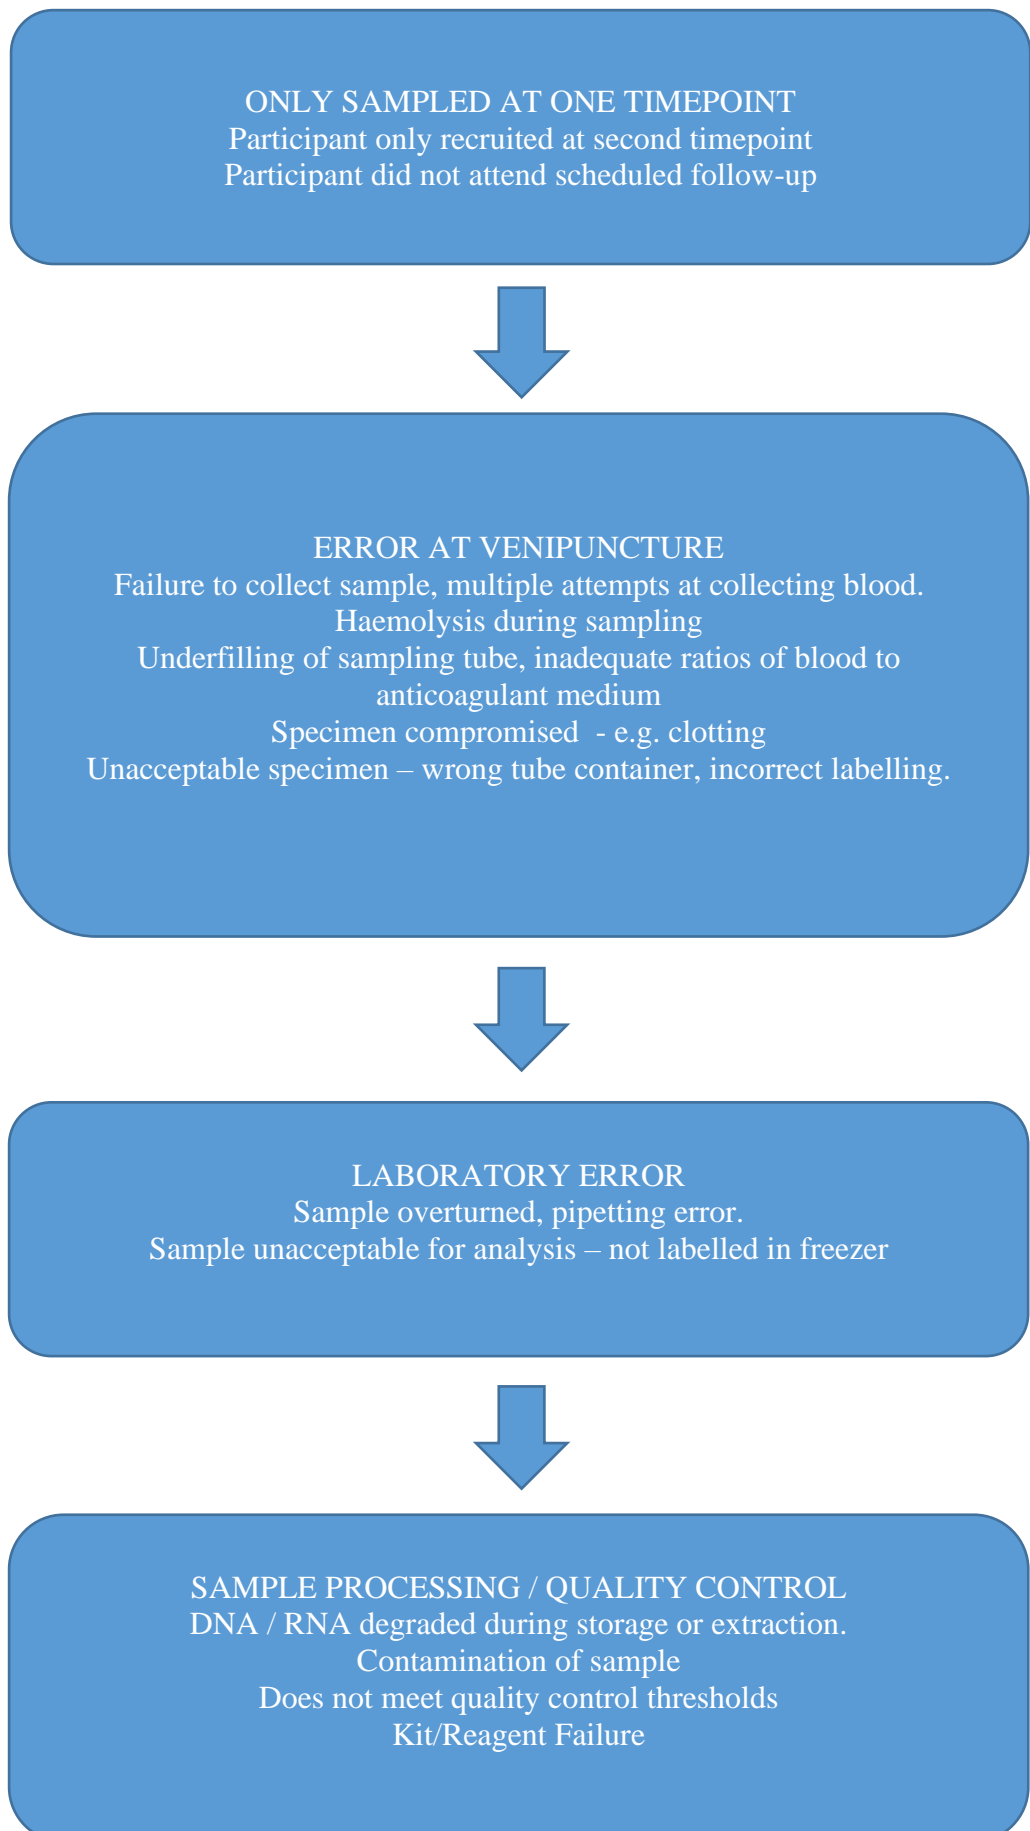 ONLY SAMPLED AT ONE TIMEPOINT
Participant only recruited at second timepoint
Participant did not attend scheduled follow-up
ERROR AT VENIPUNCTURE
Failure to collect sample, multiple attempts at collecting blood.
Haemolysis during sampling
Underfilling of sampling tube, inadequate ratios of blood to
anticoagulant medium
Specimen compromised  - e.g. clotting
Unacceptable specimen – wrong tube container, incorrect labelling.
LABORATORY ERROR
Sample overturned, pipetting error.
Sample unacceptable for analysis – not labelled in freezer
SAMPLE PROCESSING / QUALITY CONTROL
DNA / RNA degraded during storage or extraction.
Contamination of sample
Does not meet quality control thresholds
Kit/Reagent Failure